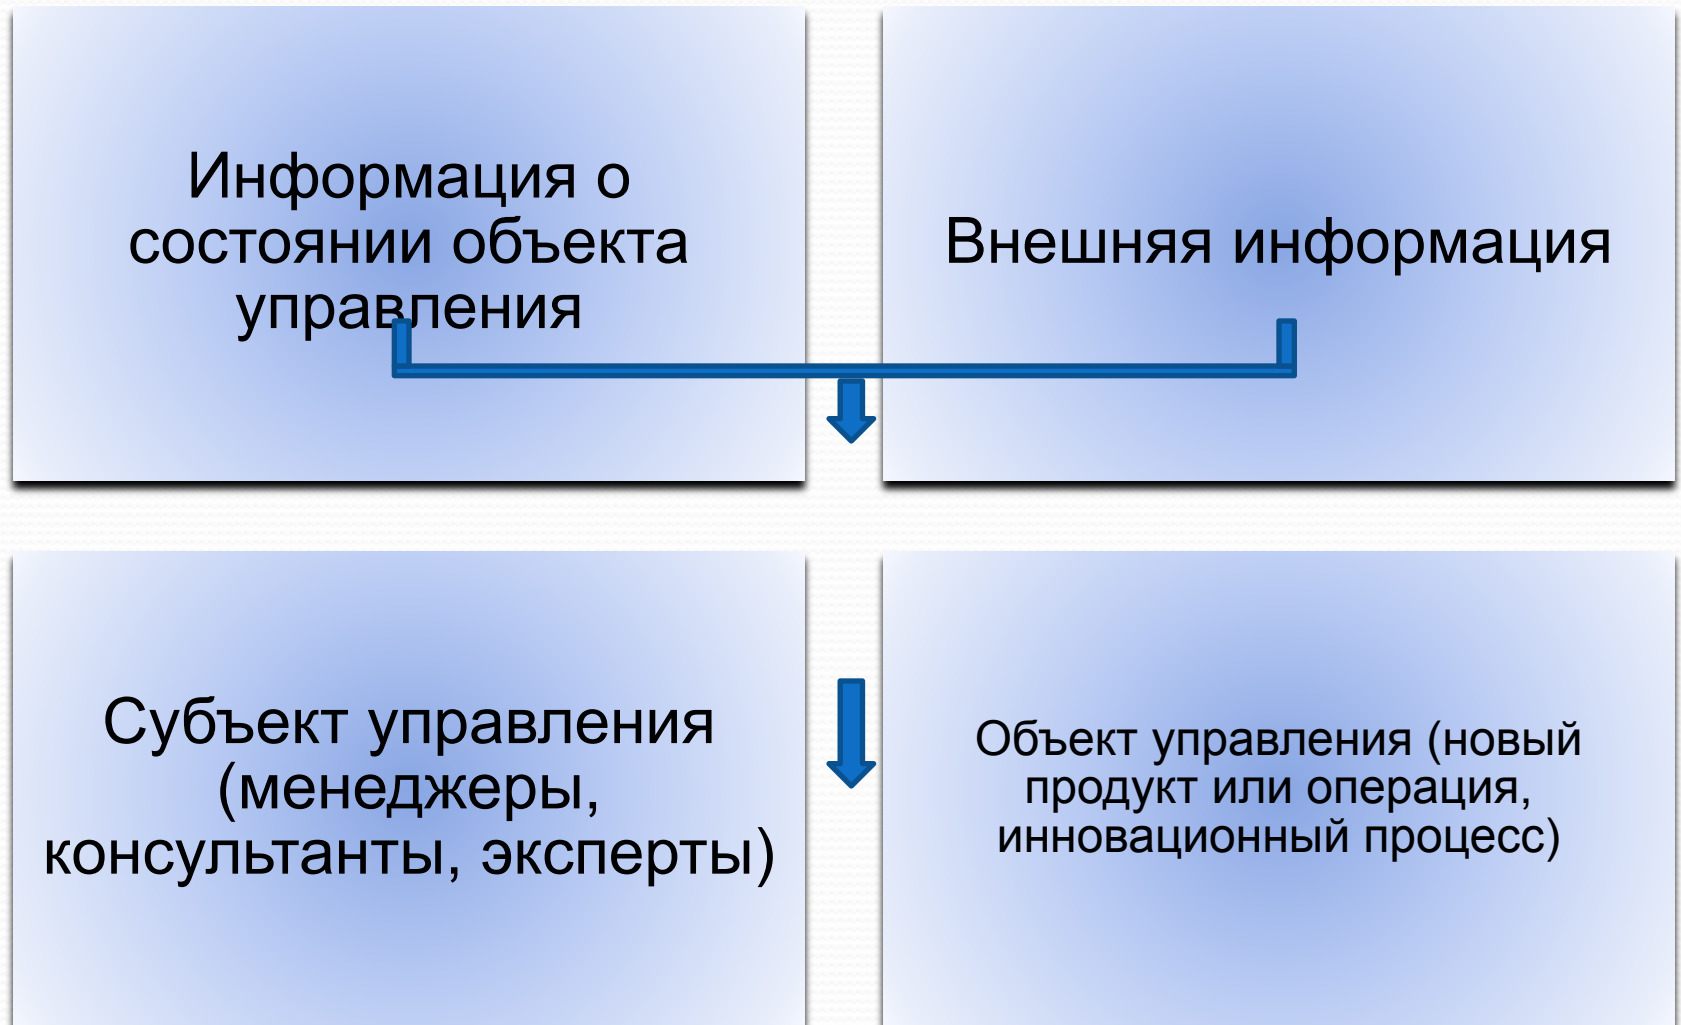 Информация о
состоянии объекта
управления
Внешняя информация
Субъект управления
(менеджеры,
консультанты, эксперты)
Объект управления (новый
продукт или операция,
инновационный процесс)